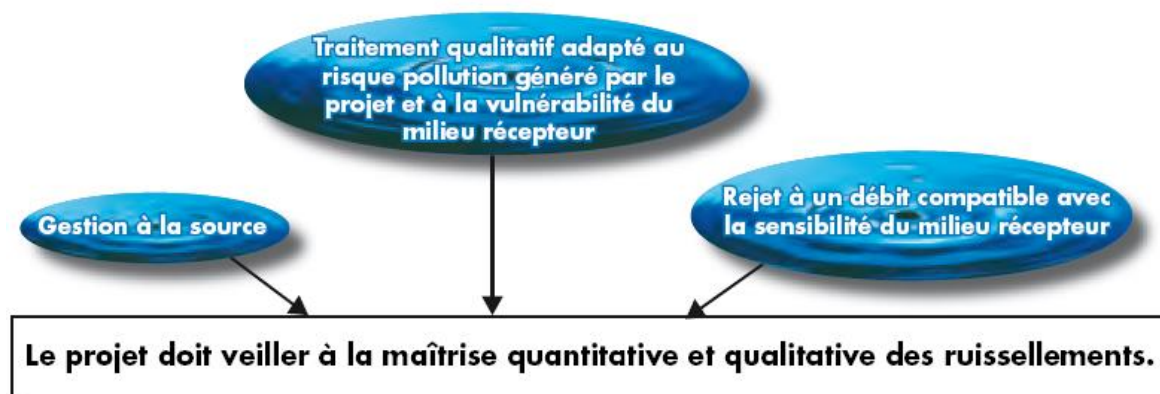 Traitement qualitatif adapté au
risque pollution généré par le
projet et à la vulnérabilité du
milieu récepteur
Gestion à la source
Rejet à un débit compatible avec
la sensibilité du milieu récepteur
Le projet doit veiller à la maîtrise quantitative et qualitative des ruissellements.